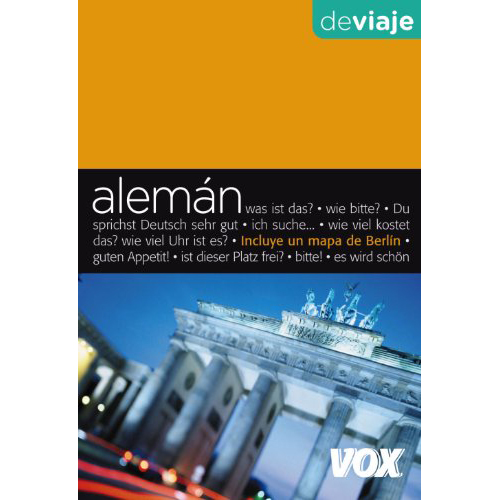 deviaje
alemán was ist das? • wie bitte? • Du
sprichst Deutsch sehr gut • ich suche... • wie viel kostet
das? wie viel Uhr ist es? • Incluye un mapa de Berlín •
guten Appetit! • ist dieser Platz frei? • bitte! • es wird schön
VOX